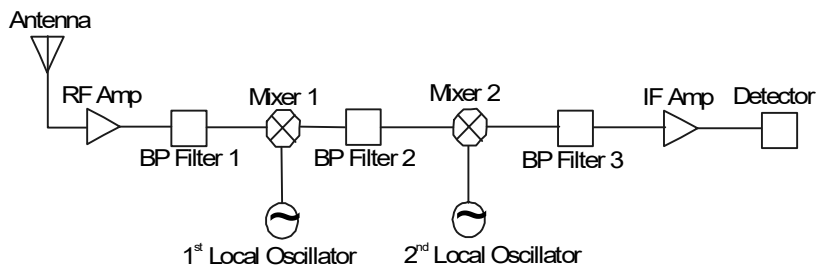 Antenna
RF Amp
Mixer 1
Mixer 2
IF Amp
Detector
BP Filter 1
BP Filter 2
BP Filter 3
1st Local Oscillator
2nd Local Oscillator